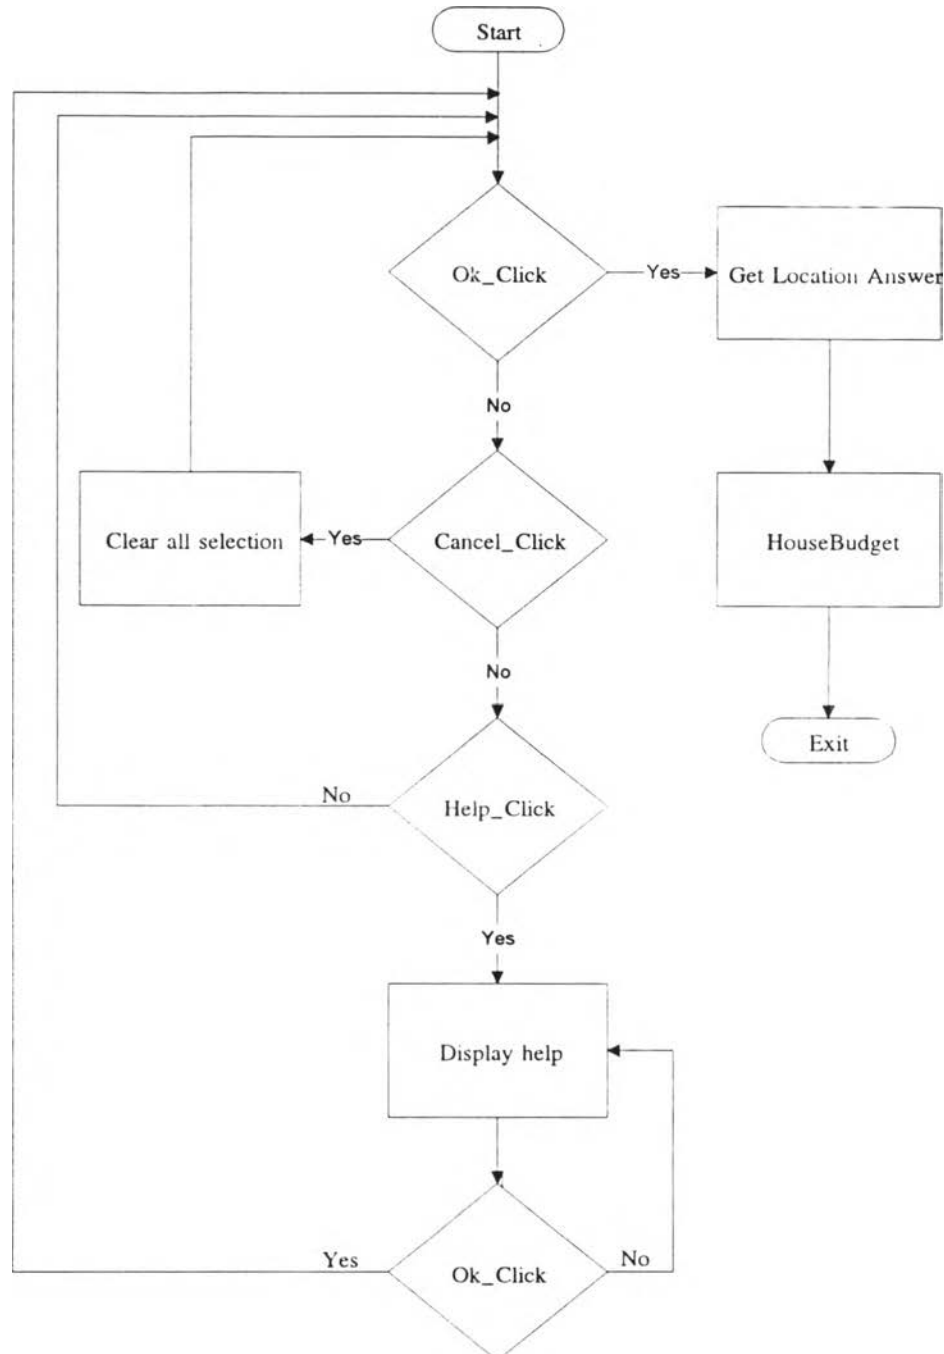 Start
Ok_Click
Yes
Get Location Answer
No
Clear all selection
Yes
Cancel_Click
HouseBudget
No
Exit
No
Help_Click
Yes
Display help
Yes
Ok_Click
No